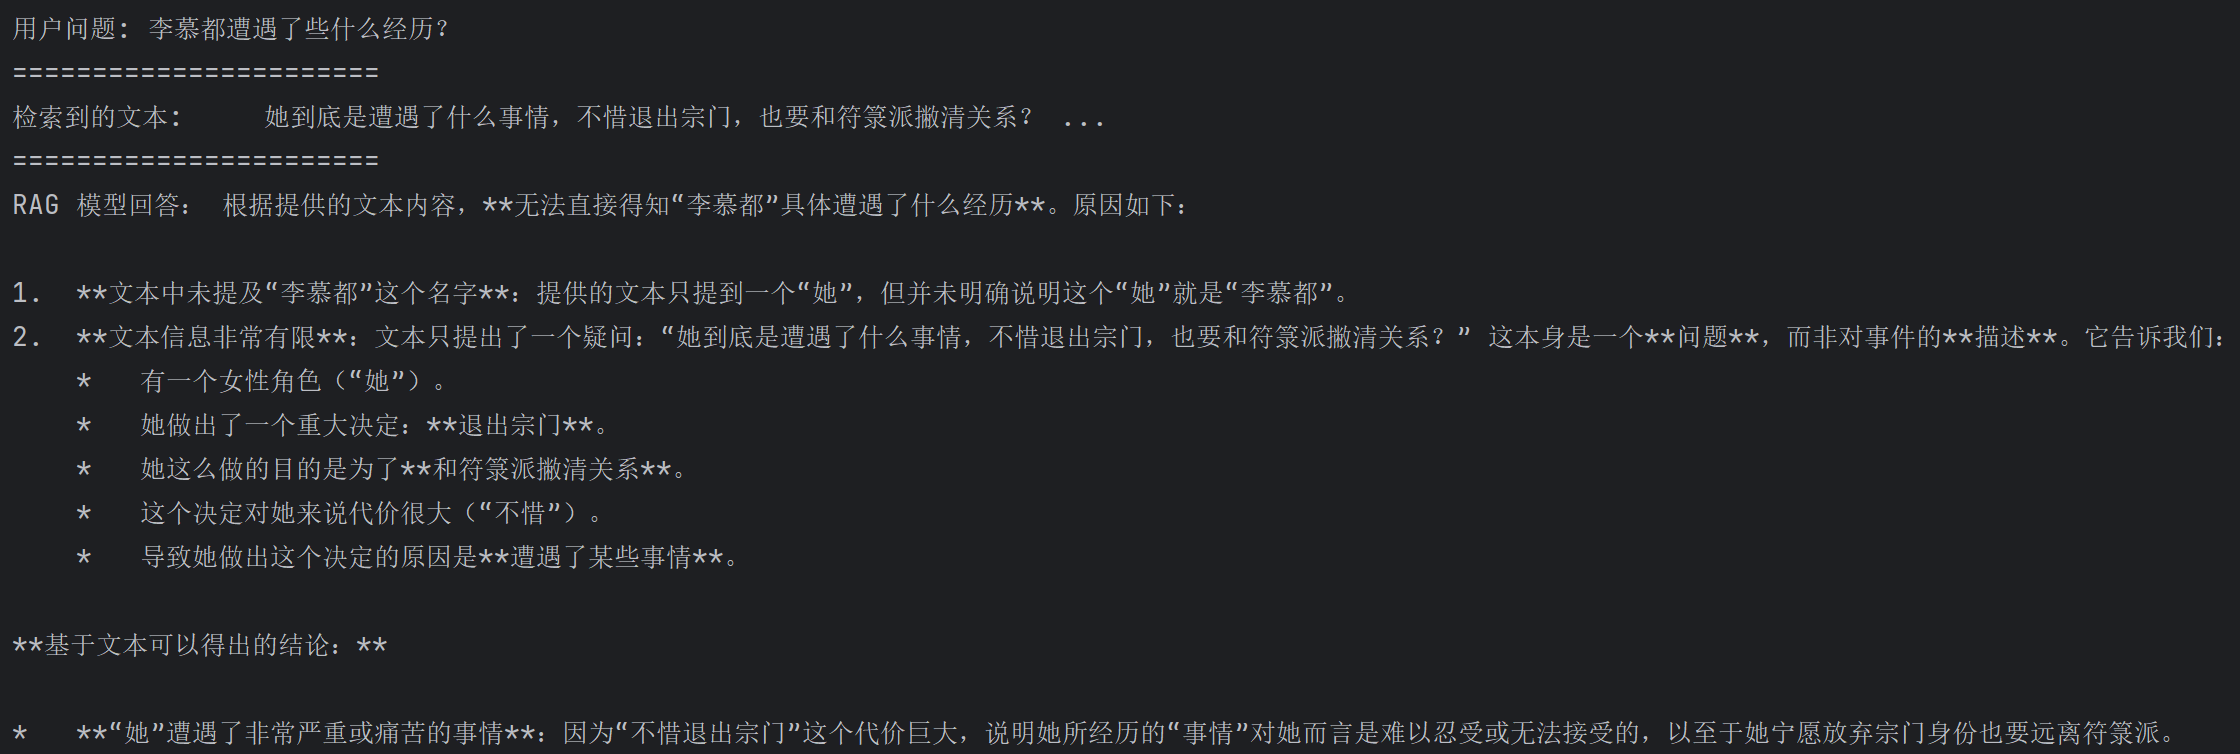 用户问题: 李慕都遭遇了些什么经历?
=======================
检索到的文本:     她到底是遭遇了什么事情，不惜退出宗门，也要和符箓派撇清关系？ ...
=======================
RAG 模型回答： 根据提供的文本内容，**无法直接得知“李慕都”具体遭遇了什么经历**。原因如下：
1.  **文本中未提及“李慕都”这个名字**：提供的文本只提到一个“她”，但并未明确说明这个“她”就是“李慕都”。
2.  **文本信息非常有限**：文本只提出了一个疑问：“她到底是遭遇了什么事情，不惜退出宗门，也要和符箓派撇清关系？” 这本身是一个**问题**，而非对事件的**描述**。它告诉我们：
    *   有一个女性角色（“她”）。
    *   她做出了一个重大决定：**退出宗门**。
    *   她这么做的目的是为了**和符箓派撇清关系**。
    *   这个决定对她来说代价很大（“不惜”）。
    *   导致她做出这个决定的原因是**遭遇了某些事情**。
**基于文本可以得出的结论：**
*   **“她”遭遇了非常严重或痛苦的事情**：因为“不惜退出宗门”这个代价巨大，说明她所经历的“事情”对她而言是难以忍受或无法接受的，以至于她宁愿放弃宗门身份也要远离符箓派。